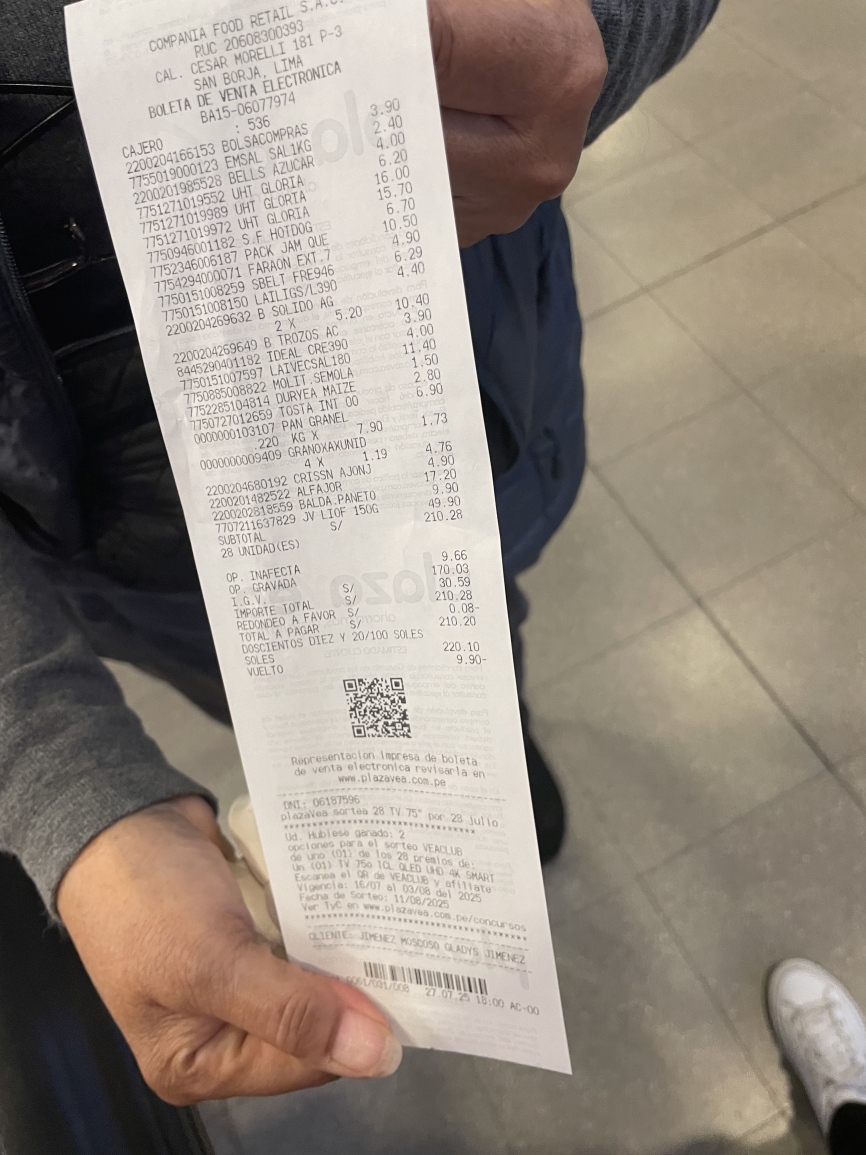 COMPANIA FOOD RETAIL S.A.C.
RUC 20608300393
CAL. CESAR MORELLI 181 P-3
SAN BORJA, LIMA
BOLETA DE VENTA ELECTRONICA
BA15-06077974
CAJERO : 536
2200204166153 BOLSACOMPRAS 3.90
7755019000123 EMSAL SAL1KG 2.40
2200201985528 BELLS AZUCAR 4.00
7751271019552 UHT GLORIA 6.20
7751271019989 UHT GLORIA 16.00
7751271019972 UHT GLORIA 15.70
7750946001182 S.F.HOTDOG 6.70
7752346006187 PACK JAM QUE 10.50
7754294000071 FARAON EXT.7 4.90
7750151008259 SBELT FRE946 6.29
7750151008150 LAILIGS/L390 4.40
2200204269632 B SOLIDO AG
2 X 5.20 10.40
2200204269649 B TROZOS AC 3.90
8445290401182 IDEAL CRE390 4.00
7750151007597 LAIVECSAL180 11.40
7750885008822 MOLIT.SEMOLA 1.50
7752285104314 DURYEA MAIZE 2.80
7750727012659 TOSTA INT 00 6.90
0000000103107 PAN GRANEL
.220 KG X 7.90 1.73
0000000009409 GRANOXAXUNID
4 X 1.19 4.76
2200204680192 CRISSN AJONJ 4.90
2200201482522 ALFAJOR 17.20
2200202818559 BALDA.PANETO 9.90
7707211637829 JV LIOF 150G 49.90
SUBTOTAL S/ 210.28
28 UNIDAD(ES)
OP. INAFECTA 9.66
OP. GRAVADA 170.03
I.G.V. S/ 30.59
IMPORTE TOTAL S/ 210.28
REDONDEO A FAVOR S/ 0.08-
TOTAL A PAGAR S/ 210.20
DOSCIENTOS DIEZ Y 20/100 SOLES
SOLES 220.10
VUELTO 9.90-
Representacion impresa de boleta
de venta electronica revisarla en
www.plazavea.com.pe
DNI: 06187596
plazaVea sortea 28 TV 75" por 28 Julio
Ud. Hubiese ganado: 2
opciones para el sorteo VEACLUB
de uno (01) de los 28 premios de:
Un (01) TV 75o TCL QLED UHD 4K SMART
Escanea el QR de VEACLUB y afiliate
Vigencia: 16/07 al 03/08 del 2025
Fecha de Sorteo: 11/08/2025
Ver TyC en www.plazavea.com.pe/concursos
CLIENTE: JIMENEZ MOSCOSO GLADYS JIMENEZ
27.07.25 18:00 AC-00